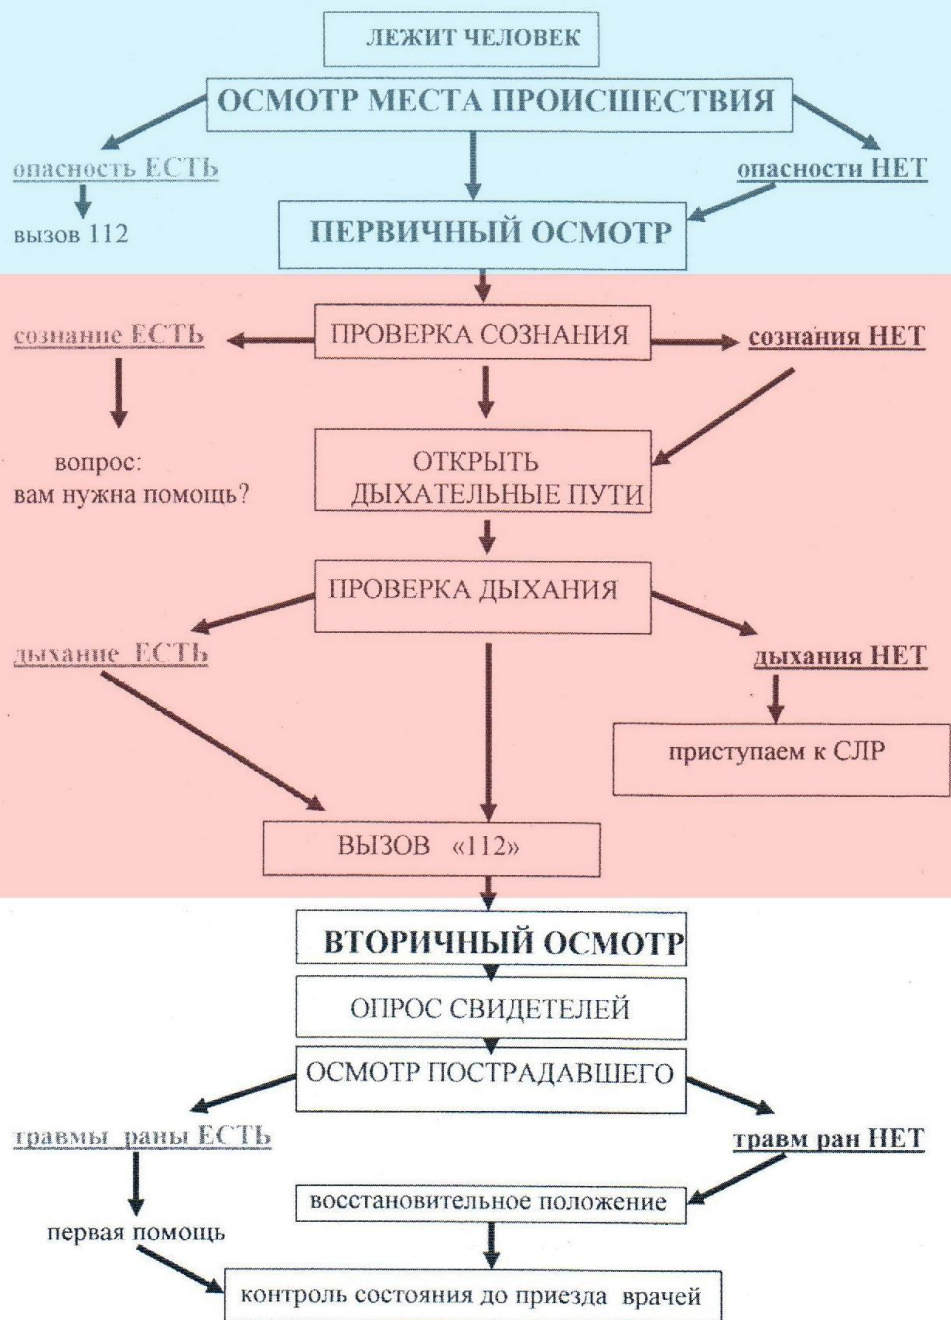 ЛЕЖИТ ЧЕЛОВЕК
ОСМОТР МЕСТА ПРОИСШЕСТВИЯ
опасность ЕСТЬ
опасности НЕТ
вызов 112
ПЕРВИЧНЫЙ ОСМОТР
сознание ЕСТЬ
ПРОВЕРКА СОЗНАНИЯ
сознания НЕТ
вопрос:
вам нужна помощь?
ОТКРЫТЬ
ДЫХАТЕЛЬНЫЕ ПУТИ
ПРОВЕРКА ДЫХАНИЯ
дыхание ЕСТЬ
дыхания НЕТ
приступаем к СЛР
ВЫЗОВ «112»
ВТОРИЧНЫЙ ОСМОТР
ОПРОС СВИДЕТЕЛЕЙ
ОСМОТР ПОСТРАДАВШЕГО
травмы раны ЕСТЬ
травм ран НЕТ
восстановительное положение
первая помощь
контроль состояния до приезда врачей